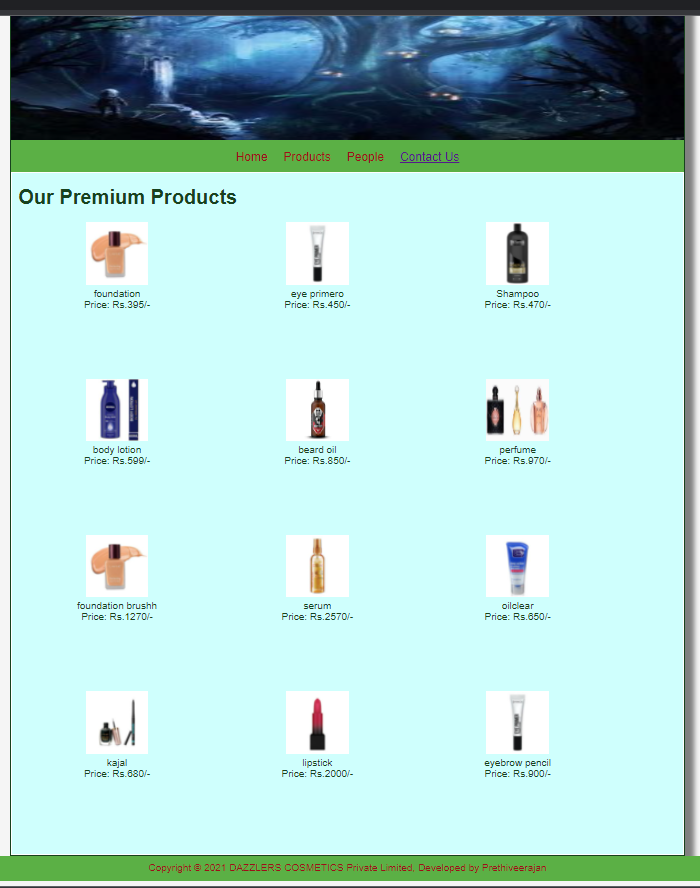 Home Products People Contact Us
Our Premium Products
foundation eye primero Shampoo
Price: Rs.395/- Price: Rs.450/- Price: Rs.470/-
body lotion beard oil perfume
Price: Rs.599/- Price: Rs.850/- Price: Rs.970/-
foundation brushh serum oilclear
Price: Rs.1270/- Price: Rs.2570/- Price: Rs.650/-
kajal lipstick eyebrow pencil
Price: Rs.680/- Price: Rs.2000/- Price: Rs.900/-
Copyright © 2021 DAZZLERS COSMETICS Private Limited, Developed by Prethiveerajan